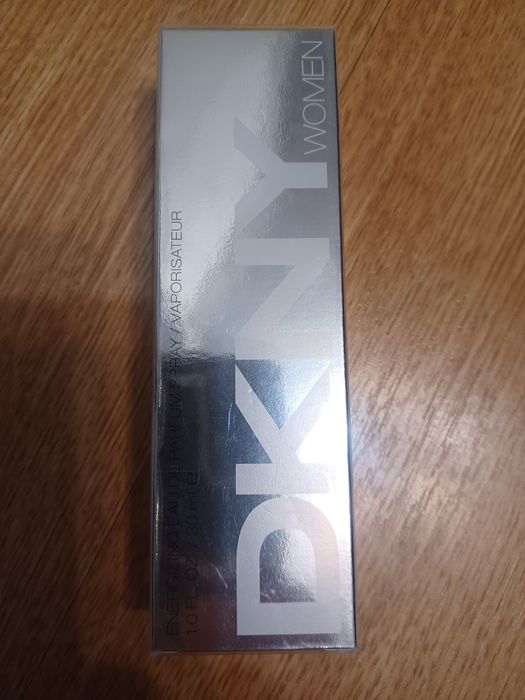 DKNY
WOMEN
ENERGIZING EAU DE PARFUM SPRAY / VAPORISATEUR
1.0 FL. OZ. / 30 ml e